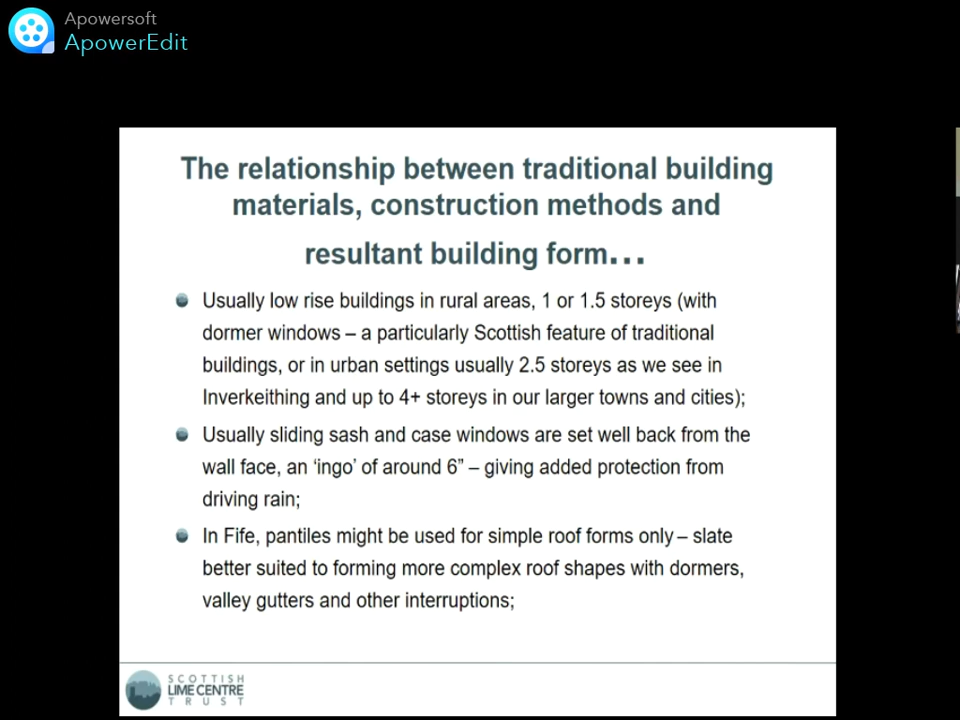 Apowersoft
ApowerEdit
The relationship between traditional building
materials, construction methods and
resultant building form...
Usually low rise buildings in rural areas, 1 or 1.5 storeys (with
dormer windows – a particularly Scottish feature of traditional
buildings, or in urban settings usually 2.5 storeys as we see in
Inverkeithing and up to 4+ storeys in our larger towns and cities);
Usually sliding sash and case windows are set well back from the
wall face, an ‘ingo’ of around 6” – giving added protection from
driving rain;
In Fife, pantiles might be used for simple roof forms only – slate
better suited to forming more complex roof shapes with dormers,
valley gutters and other interruptions;
SCOTTISH
LIME CENTRE
TRUST